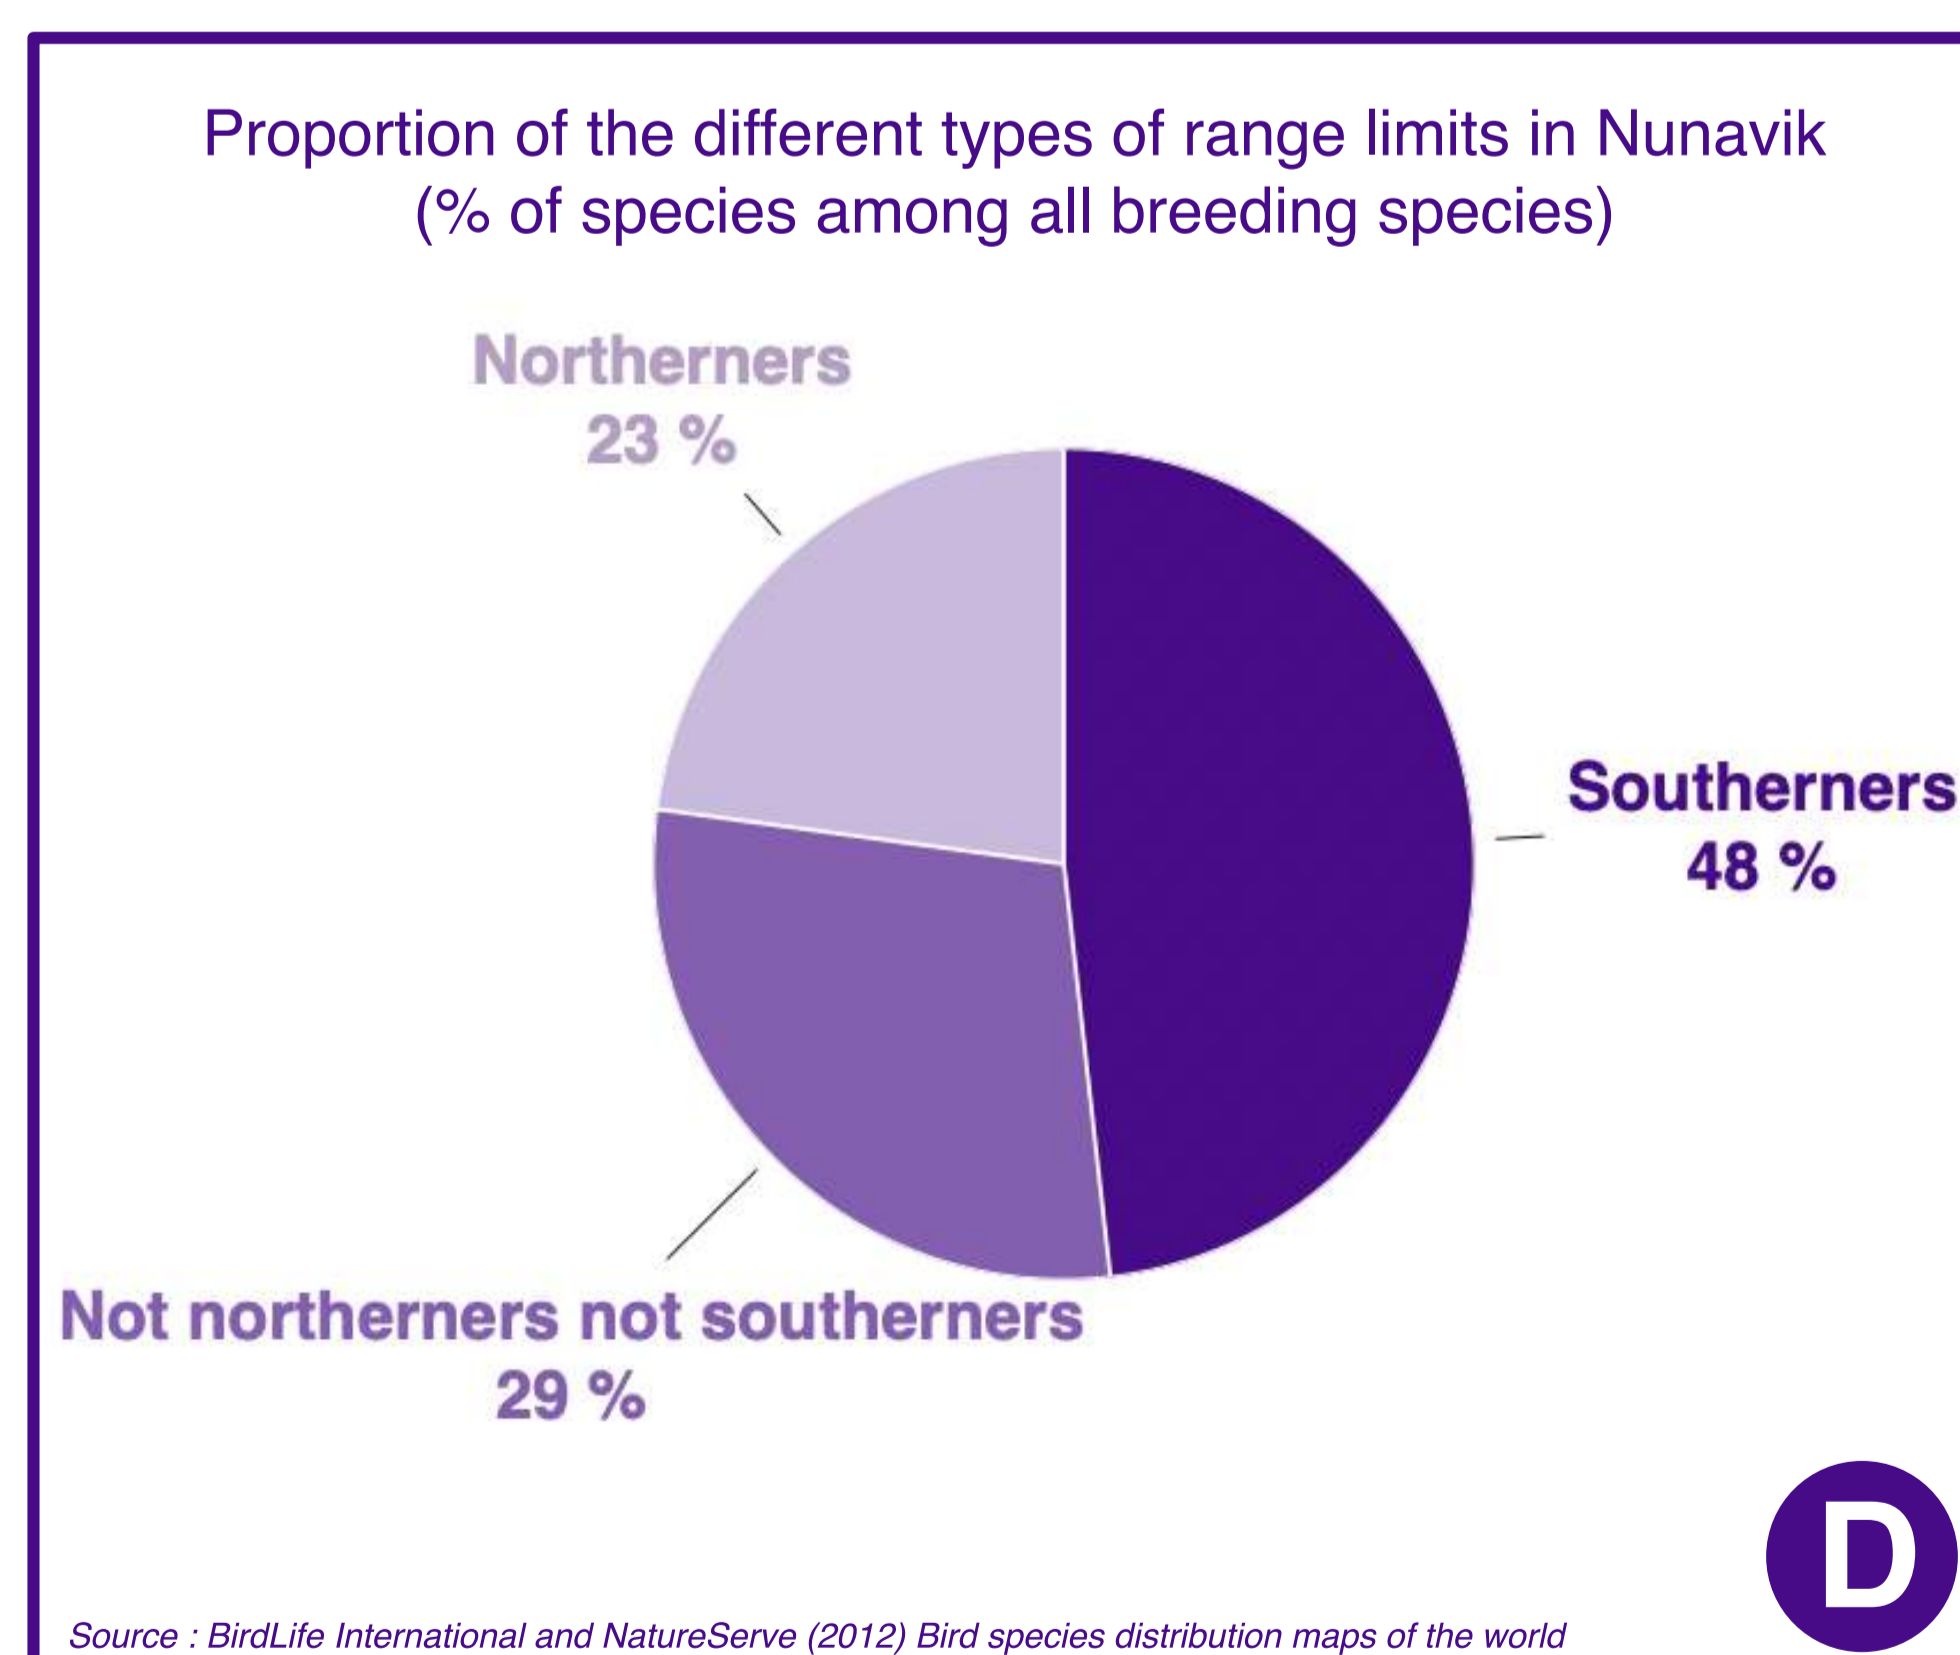 Proportion of the different types of range limits in Nunavik
(% of species among all breeding species)
Northerners
23 %
Southerners
48 %
Not northerners not southerners
29 %
D
Source : BirdLife International and NatureServe (2012) Bird species distribution maps of the world